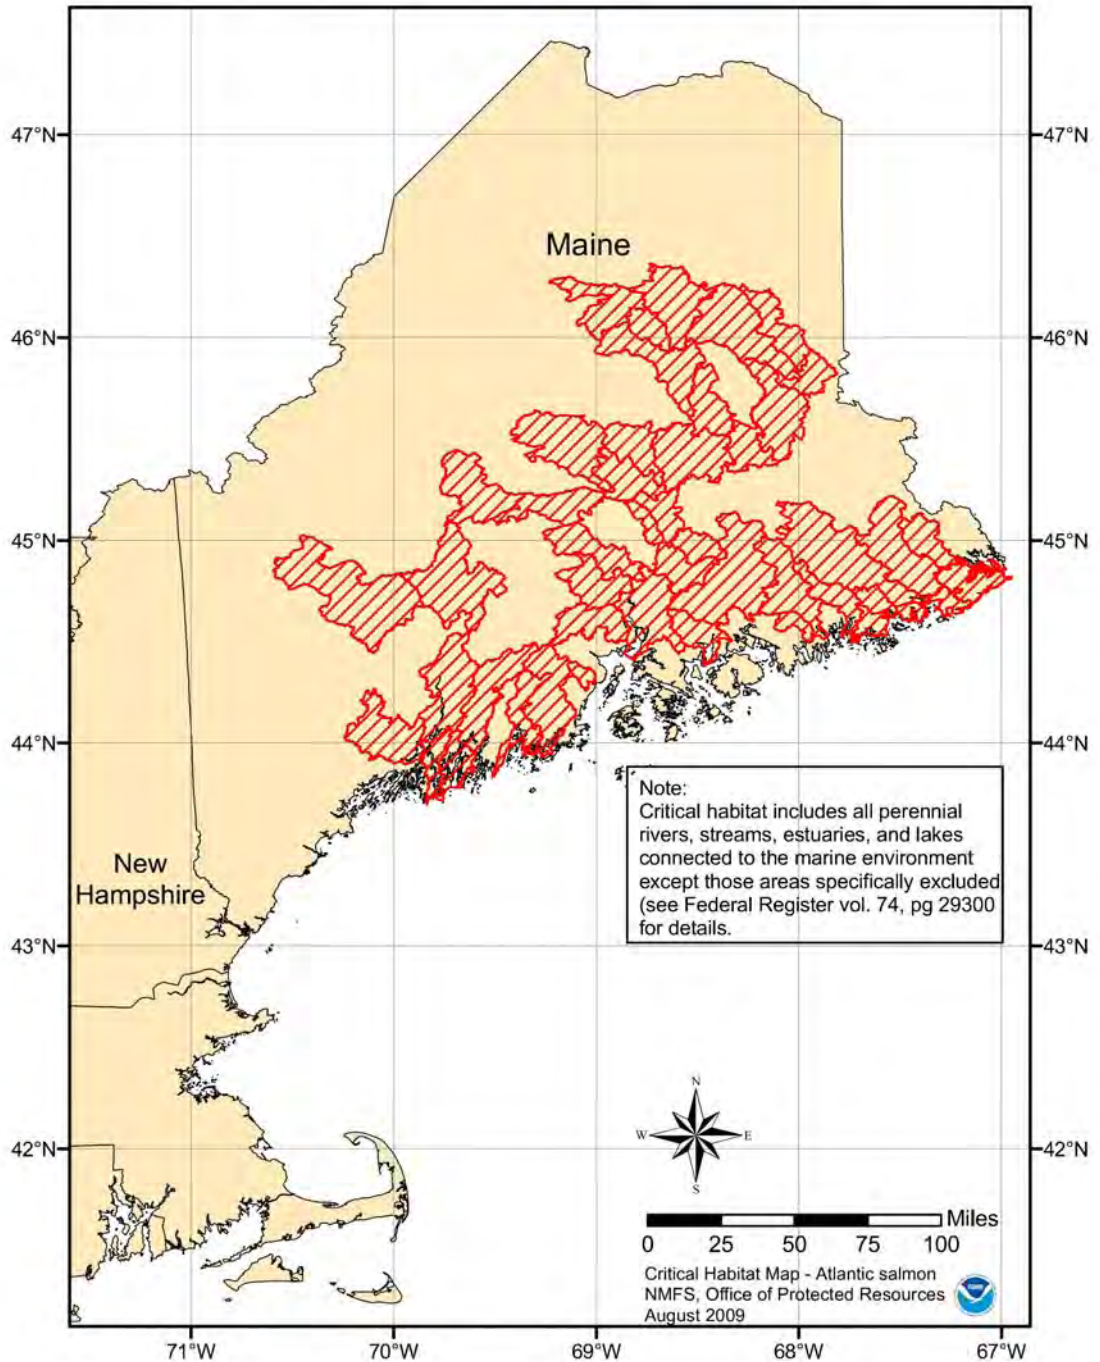 47°N
47°N
Maine
46°N
46°N
45°N
45°N
44°N
44°N
Note:
Critical habitat includes all perennial
rivers, streams, estuaries, and lakes
connected to the marine environment
except those areas specifically excluded
(see Federal Register vol. 74, pg 29300
for details.
New
Hampshire
43°N
43°N
N
W
E
S
42°N
42°N
Miles
0 25 50 75 100
Critical Habitat Map - Atlantic salmon
NMFS, Office of Protected Resources
August 2009
71°W 70°W 69°W 68°W 67°W